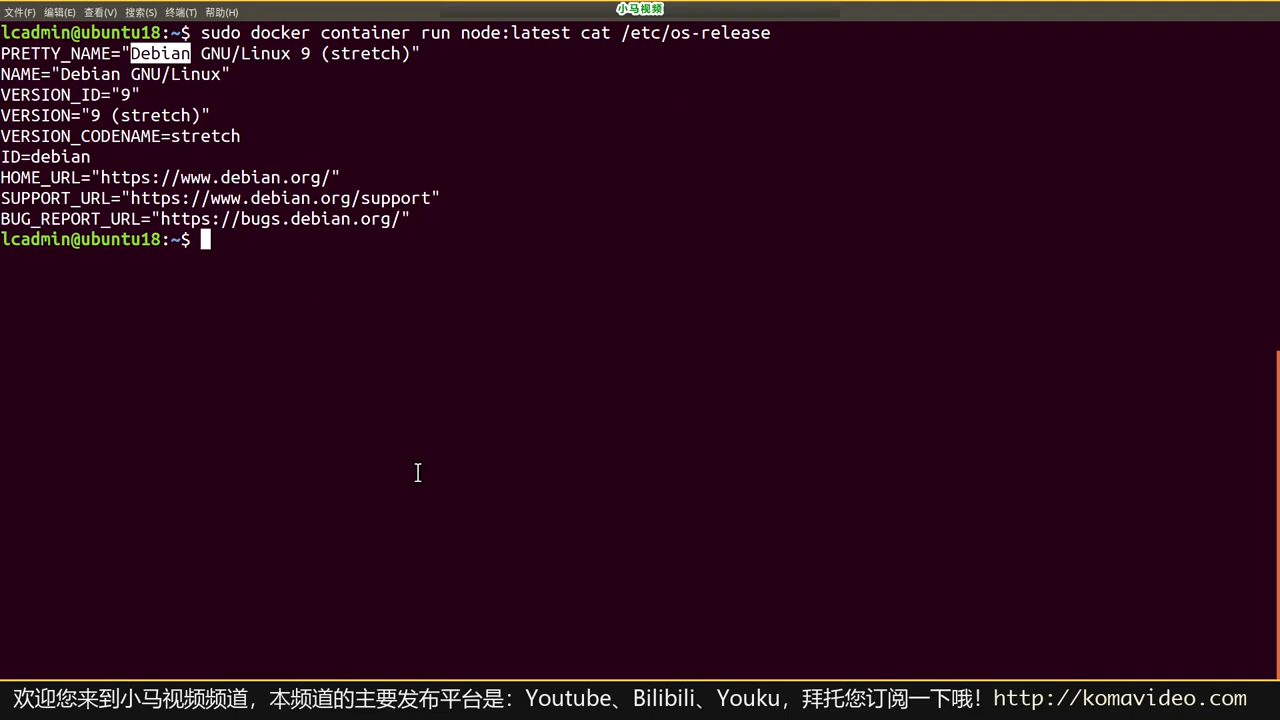 小马视频
文件(F) 编辑(E) 查看(V) 搜索(S) 终端(T) 帮助(H)
lcadmin@ubuntu18:~$ sudo docker container run node:latest cat /etc/os-release
PRETTY_NAME="Debian GNU/Linux 9 (stretch)"
NAME="Debian GNU/Linux"
VERSION_ID="9"
VERSION="9 (stretch)"
VERSION_CODENAME=stretch
ID=debian
HOME_URL="https://www.debian.org/"
SUPPORT_URL="https://www.debian.org/support"
BUG_REPORT_URL="https://bugs.debian.org/"
lcadmin@ubuntu18:~$
欢迎您来到小马视频频道，本频道的主要发布平台是：Youtube、Bilibili、Youku，拜托您订阅一下哦！http://komavideo.com